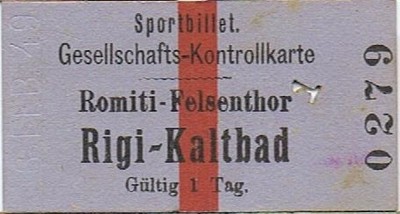 Sportbillet.
Gesellschafts-Kontrollkarte
Romiti-Felsenthor
Rigi-Kaltbad
Gültig 1 Tag.
0279